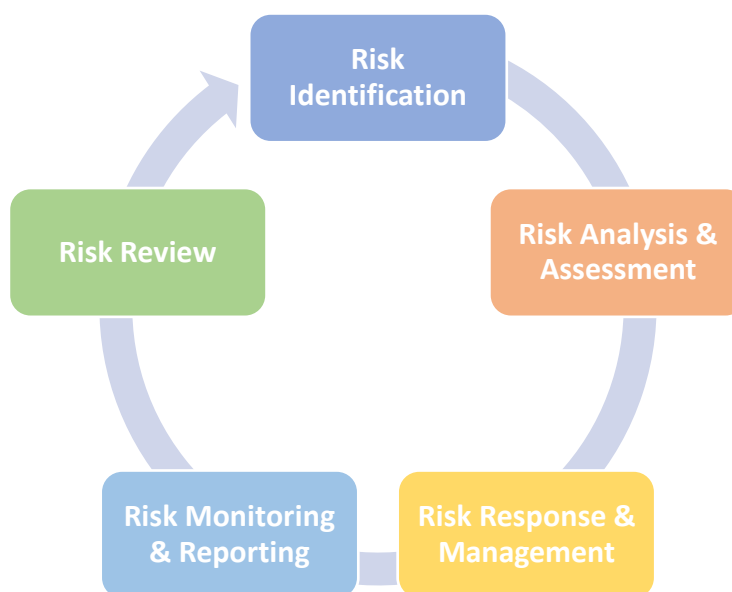 Risk
Identification
Risk Analysis &
Assessment
Risk Response &
Management
Risk Monitoring
& Reporting
Risk Review